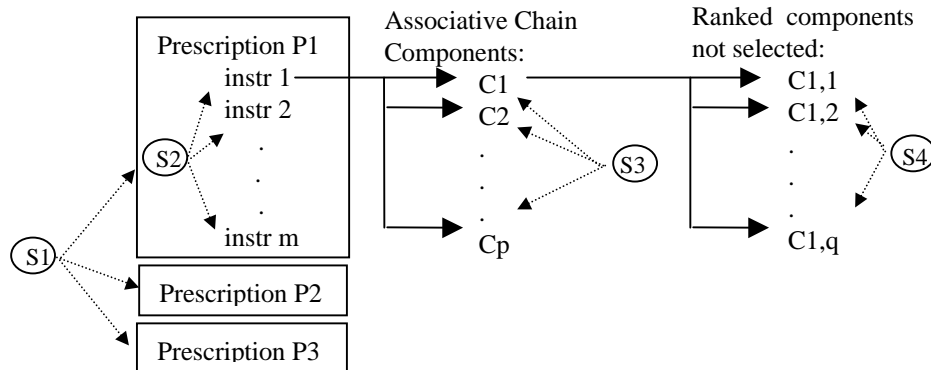 Associative Chain
Components:
Ranked components
not selected:
Prescription P1
instr 1
instr 2
.
.
instr m
S2
S1
C1
C2
.
.
.
Cp
S3
C1,1
C1,2
.
.
.
C1,q
S4
Prescription P2
Prescription P3